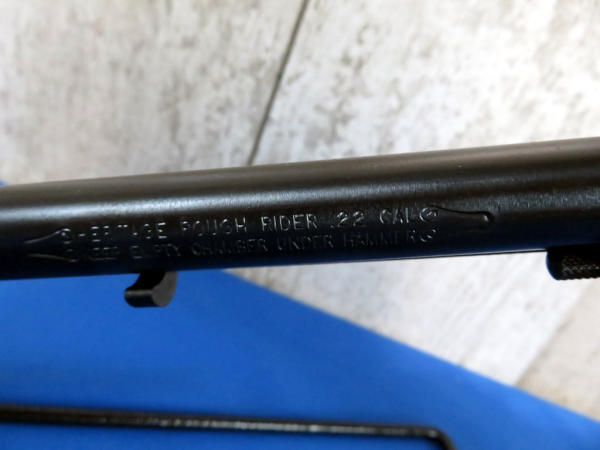 HERITAGE ROUGH RIDER .22 CAL
KEEP EMPTY CHAMBER UNDER HAMMER